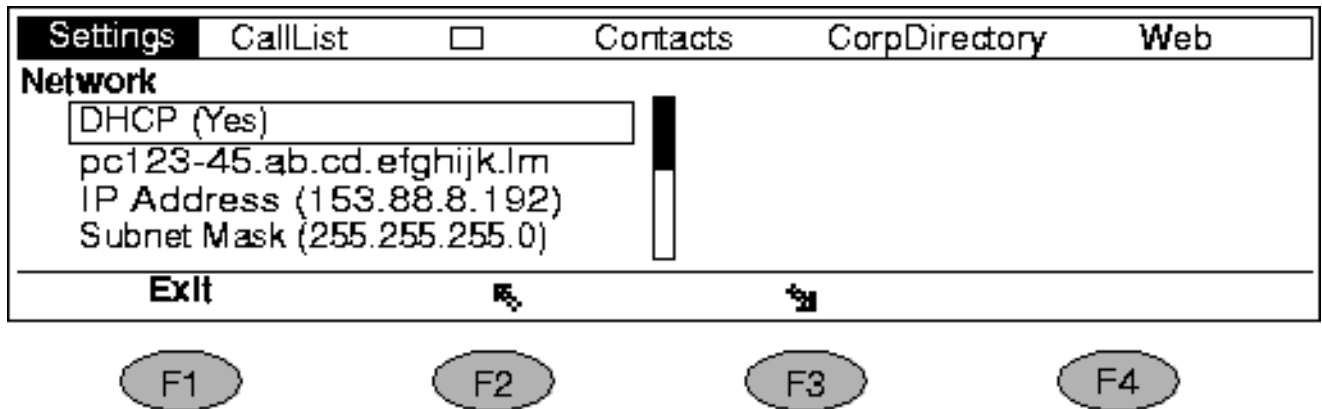 Settings CallList Contacts CorpDirectory Web
Network
DHCP (Yes)
pc123-45.ab.cd.efghijk.lm
IP Address (153.88.8.192)
Subnet Mask (255.255.255.0)
Exit
F1 F2 F3 F4